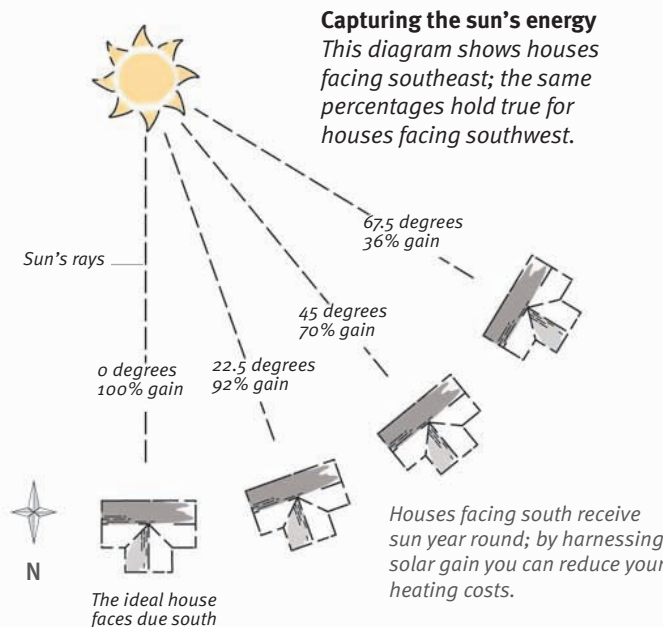 Capturing the sun's energy
This diagram shows houses
facing southeast; the same
percentages hold true for
houses facing southwest.
67.5 degrees
36% gain
Sun's rays
45 degrees
70% gain
22.5 degrees
92% gain
0 degrees
100% gain
N
Houses facing south receive
sun year round; by harnessing
solar gain you can reduce your
heating costs.
The ideal house
faces due south